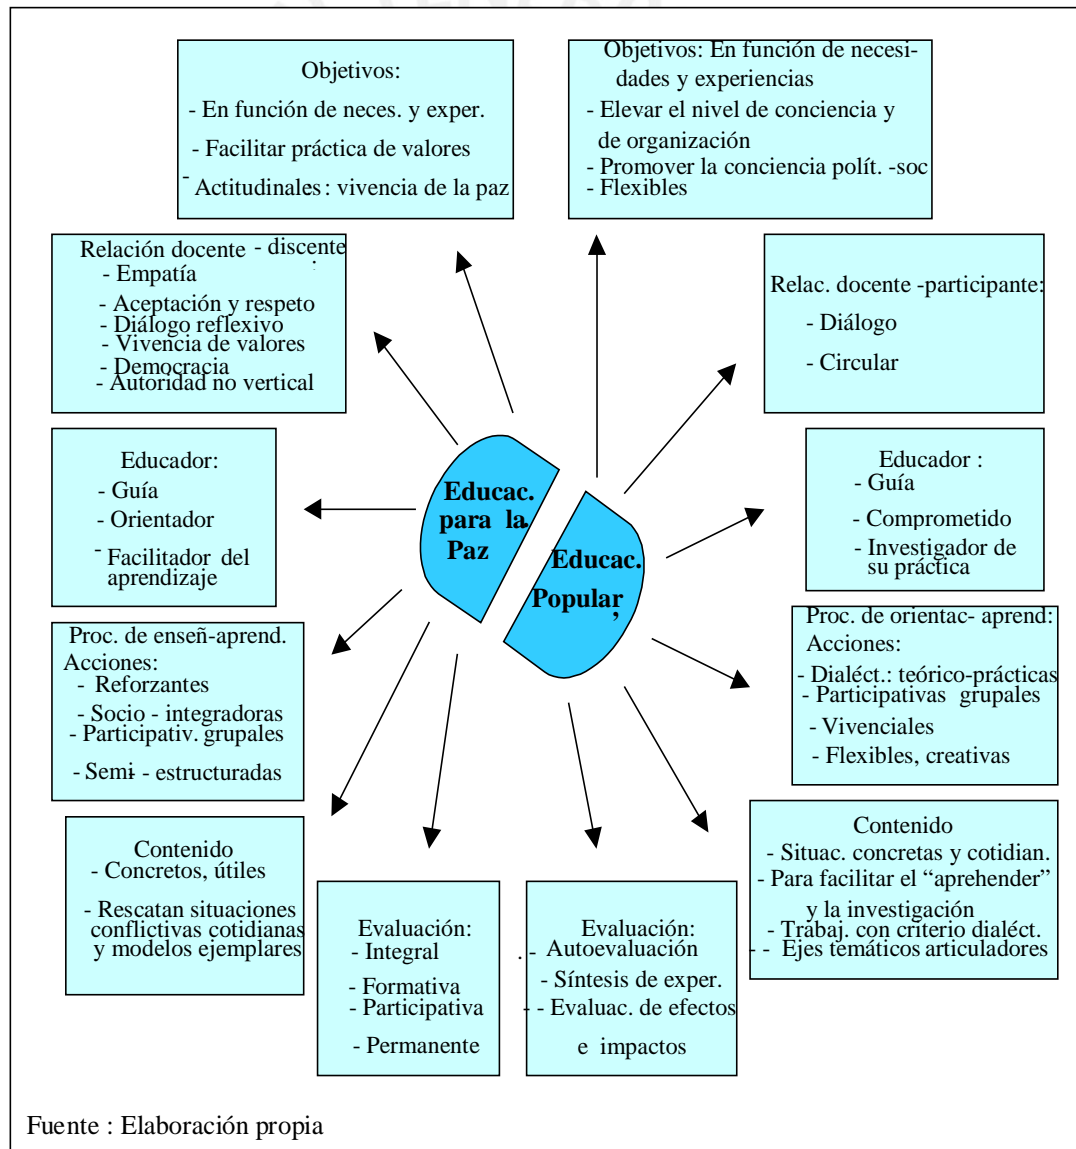 Objetivos:
- En función de neces. y exper.
- Facilitar práctica de valores
- Actitudinales: vivencia de la paz
Objetivos: En función de necesi-
dades y experiencias
- Elevar el nivel de conciencia y
de organización
- Promover la conciencia polít. -soc
- Flexibles
Relación docente - discente
:
- Empatía
- Aceptación y respeto
- Diálogo reflexivo
- Vivencia de valores
- Democracia
- Autoridad no vertical
Relac. docente -participante:
- Diálogo
- Circular
Educador:
- Guía
- Orientador
- Facilitador del
aprendizaje
Educac.
para la.
Paz
Educac.
Popular,
Educador :
- Guía
- Comprometido
- Investigador de
su práctica
Proc. de enseñ-aprend.
Acciones:
- Reforzantes
- Socio - integradoras
- Participativ. grupales
- Semi- - estructuradas
Proc. de orientac- aprend:
Acciones:
- Dialéct.: teórico-prácticas
- Participativas grupales
- Vivenciales
- Flexibles, creativas
Contenido
- Concretos, útiles
- Rescatan situaciones
conflictivas cotidianas
y modelos ejemplares
Evaluación:
- Integral
- Formativa
- Participativa
- Permanente
Evaluación:
. - Autoevaluación
- Síntesis de exper.
- - Evaluac. de efectos
e impactos
Contenido
- Situac. concretas y cotidian.
- Para facilitar el “aprehender”
y la investigación
- Trabaj. con criterio dialéct.
- - Ejes temáticos articuladores
Fuente : Elaboración propia